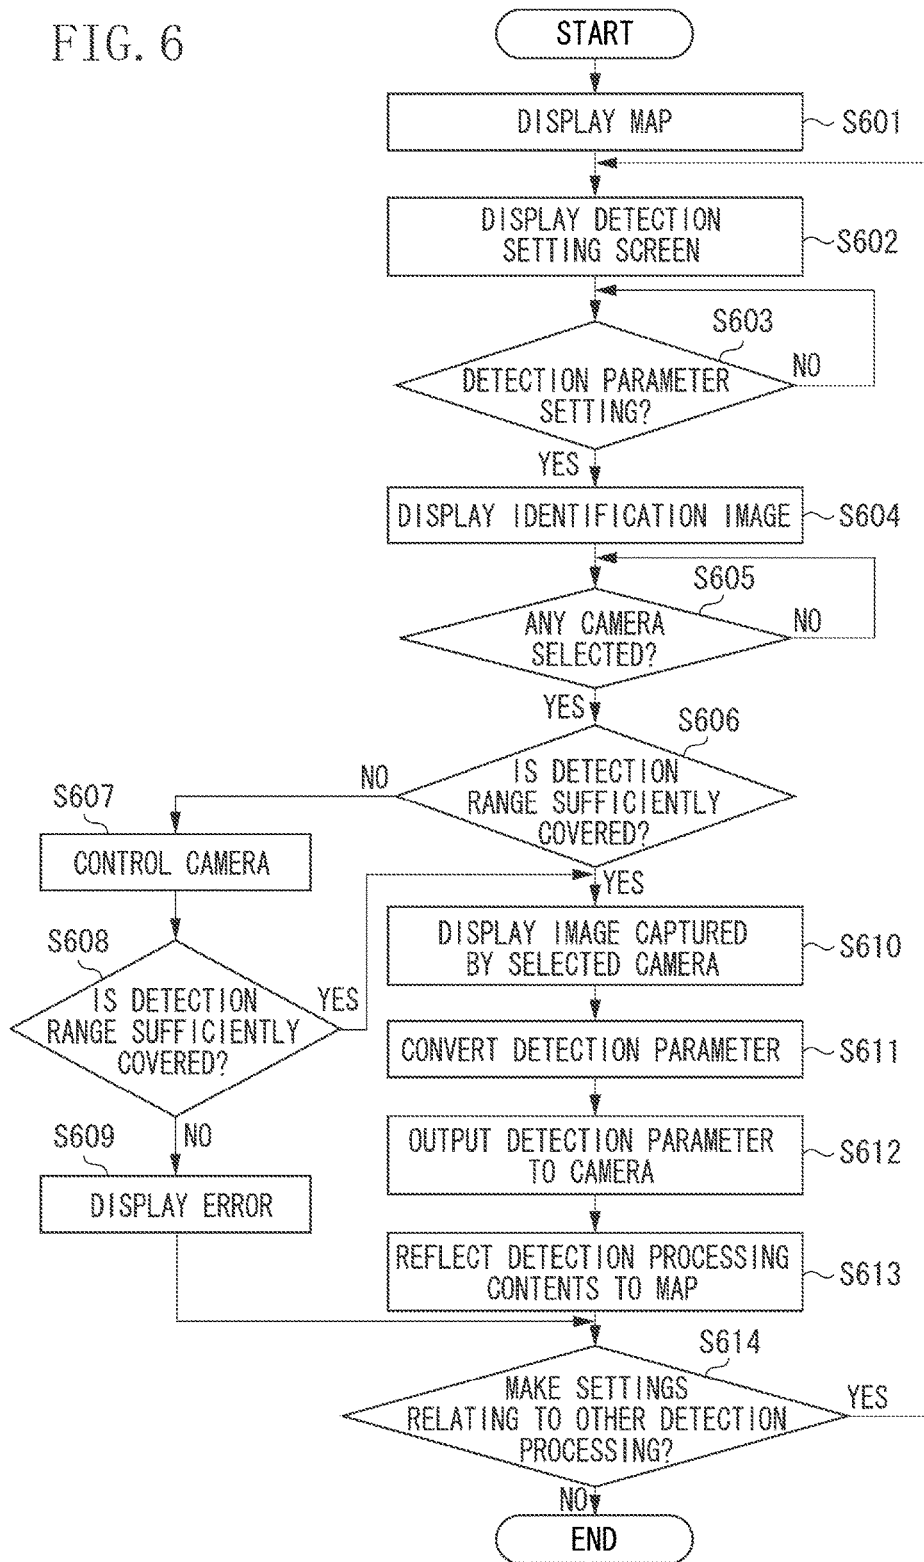 FIG. 6
START
DISPLAY MAP
S601
DISPLAY DETECTION
SETTING SCREEN
S602
S603
DETECTION PARAMETER
SETTING?
NO
YES
DISPLAY IDENTIFICATION IMAGE
S604
S605
ANY CAMERA
SELECTED?
NO
YES
S606
IS DETECTION
RANGE SUFFICIENTLY
COVERED?
NO
YES
S607
CONTROL CAMERA
S608
IS DETECTION
RANGE SUFFICIENTLY
COVERED?
YES
NO
S609
DISPLAY ERROR
DISPLAY IMAGE CAPTURED
BY SELECTED CAMERA
S610
CONVERT DETECTION PARAMETER
S611
OUTPUT DETECTION PARAMETER
TO CAMERA
S612
REFLECT DETECTION PROCESSING
CONTENTS TO MAP
S613
S614
MAKE SETTINGS
RELATING TO OTHER DETECTION
PROCESSING?
YES
NO
END